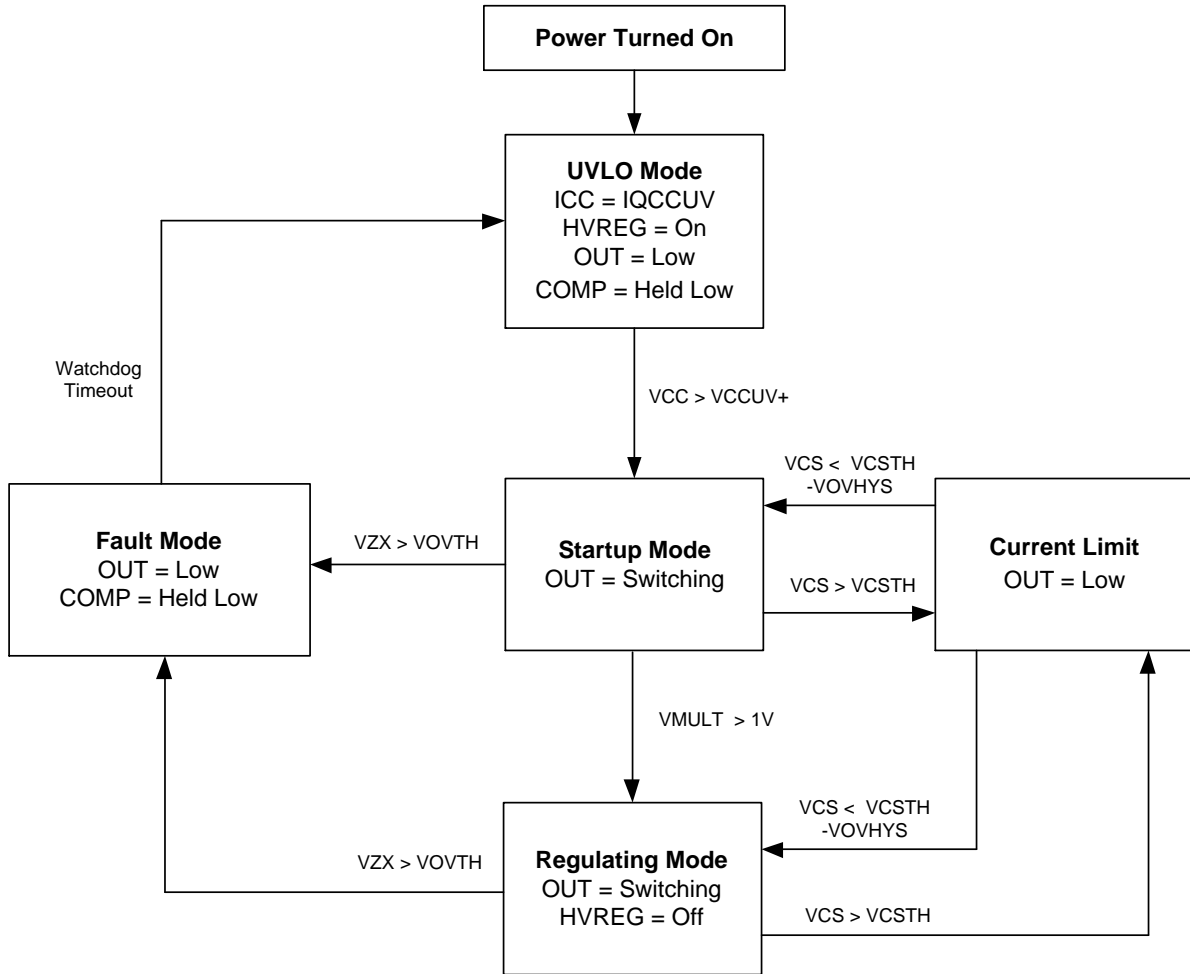 Power Turned On
UVLO Mode
ICC = IQCCUV
HVREG = On
OUT = Low
COMP = Held Low
Watchdog
Timeout
VCC > VCCUV+
VCS < VCSTH
-VOVHYS
Fault Mode
OUT = Low
COMP = Held Low
VZX > VOVTH
Startup Mode
OUT = Switching
VCS > VCSTH
Current Limit
OUT = Low
VMULT > 1V
VCS < VCSTH
-VOVHYS
VZX > VOVTH
Regulating Mode
OUT = Switching
HVREG = Off
VCS > VCSTH